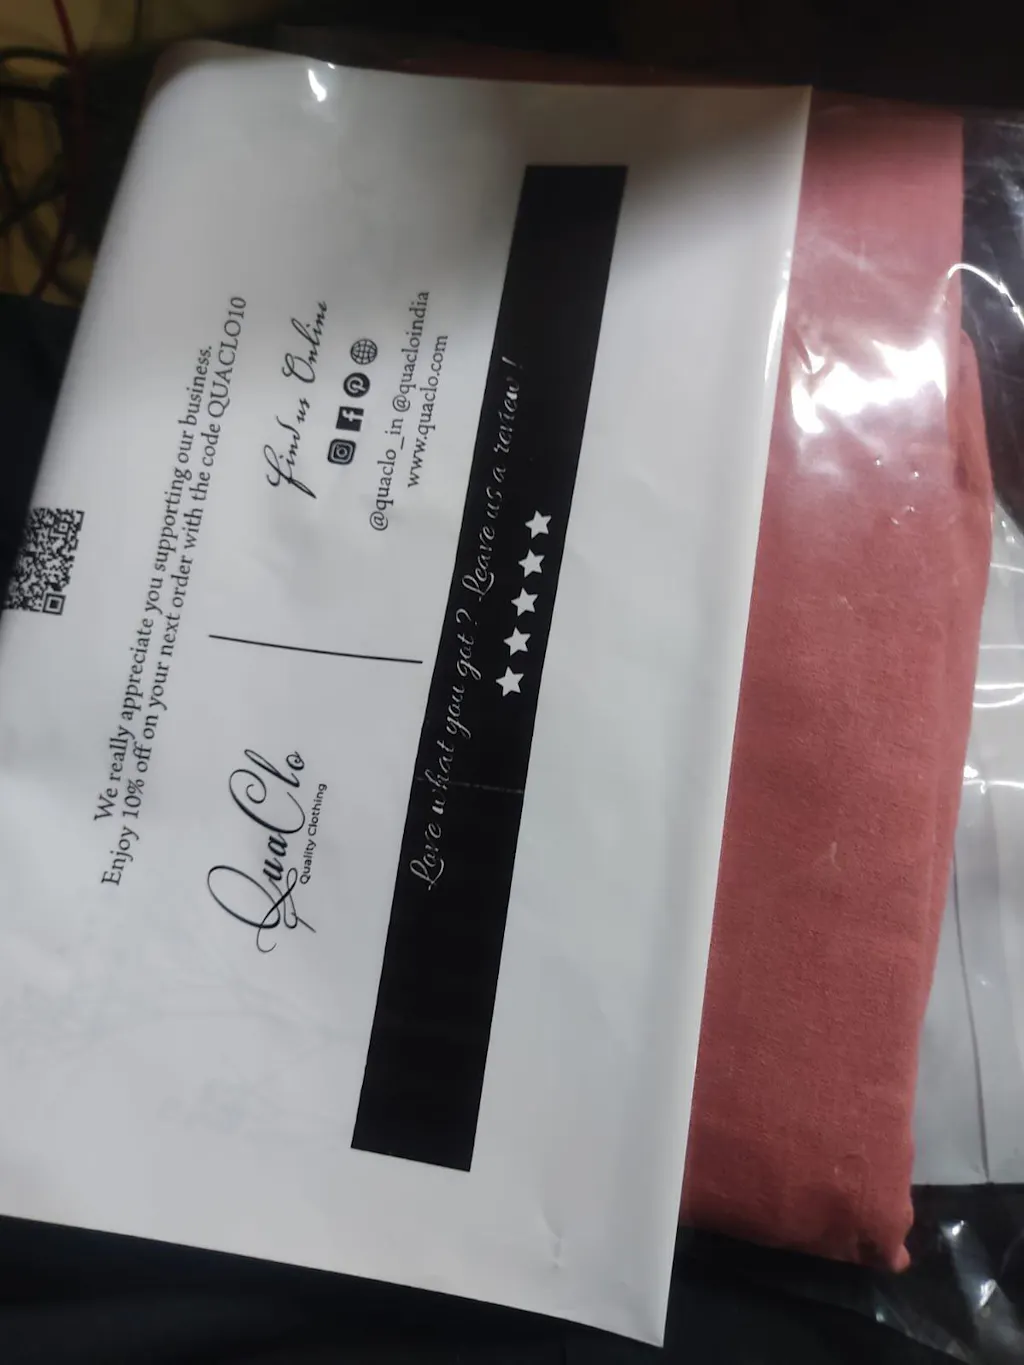 We really appreciate you supporting our business.
Enjoy 10% off on your next order with the code QUACLO10
QuaClo
Quality Clothing
Find us Online
@quaclo_in @quacloindia
www.quaclo.com
Love what you got? Leave us a review!